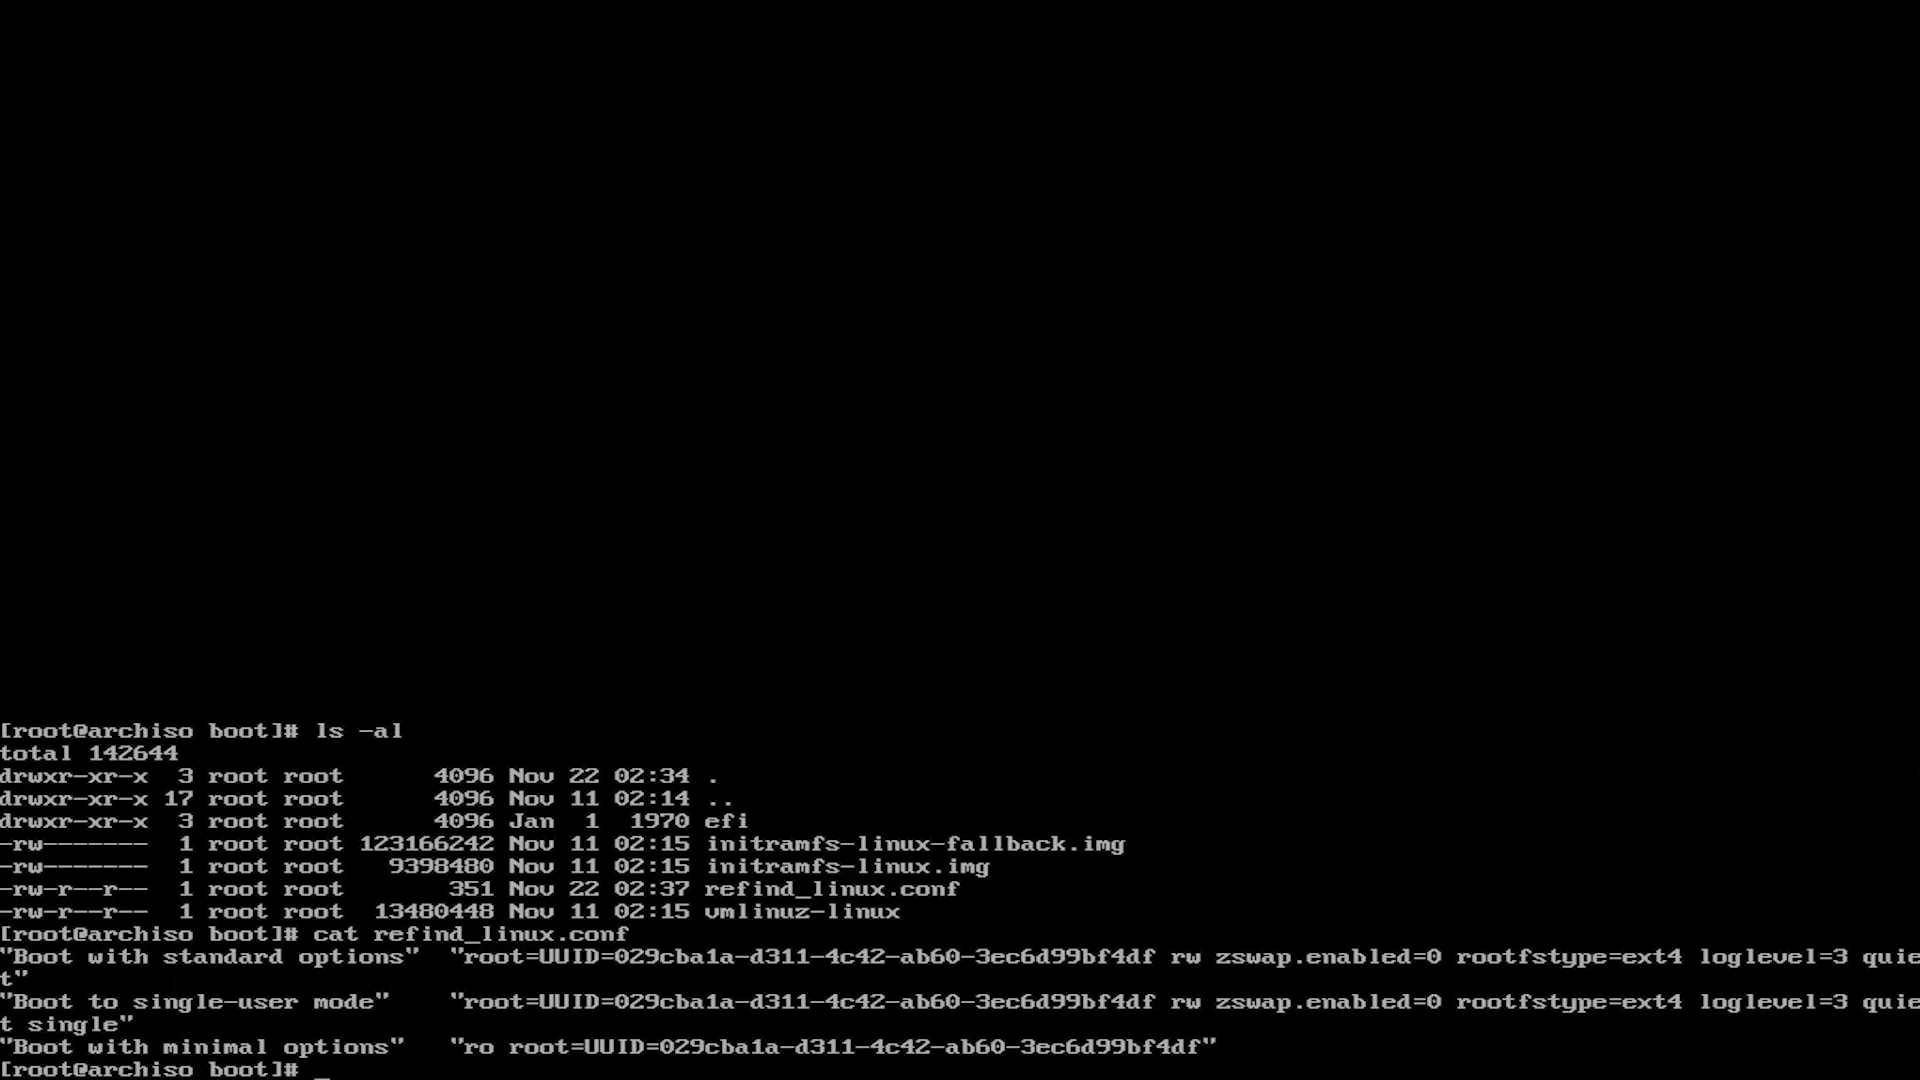 [root@archiso boot]# ls -al
total 142644
drwxr-xr-x  3 root root      4096 Nov 22 02:34 .
drwxr-xr-x 17 root root      4096 Nov 11 02:14 ..
drwxr-xr-x  3 root root      4096 Jan  1  1970 efi
-rw-------  1 root root 123166242 Nov 11 02:15 initramfs-linux-fallback.img
-rw-------  1 root root   9398480 Nov 11 02:15 initramfs-linux.img
-rw-r--r--  1 root root       351 Nov 22 02:37 refind_linux.conf
-rw-r--r--  1 root root  13480448 Nov 11 02:15 vmlinuz-linux
[root@archiso boot]# cat refind_linux.conf
"Boot with standard options"  "root=UUID=029cba1a-d311-4c42-ab60-3ec6d99bf4df rw zswap.enabled=0 rootfstype=ext4 loglevel=3 quie
t"
"Boot to single-user mode"    "root=UUID=029cba1a-d311-4c42-ab60-3ec6d99bf4df rw zswap.enabled=0 rootfstype=ext4 loglevel=3 quie
t single"
"Boot with minimal options"   "ro root=UUID=029cba1a-d311-4c42-ab60-3ec6d99bf4df"
[root@archiso boot]# _